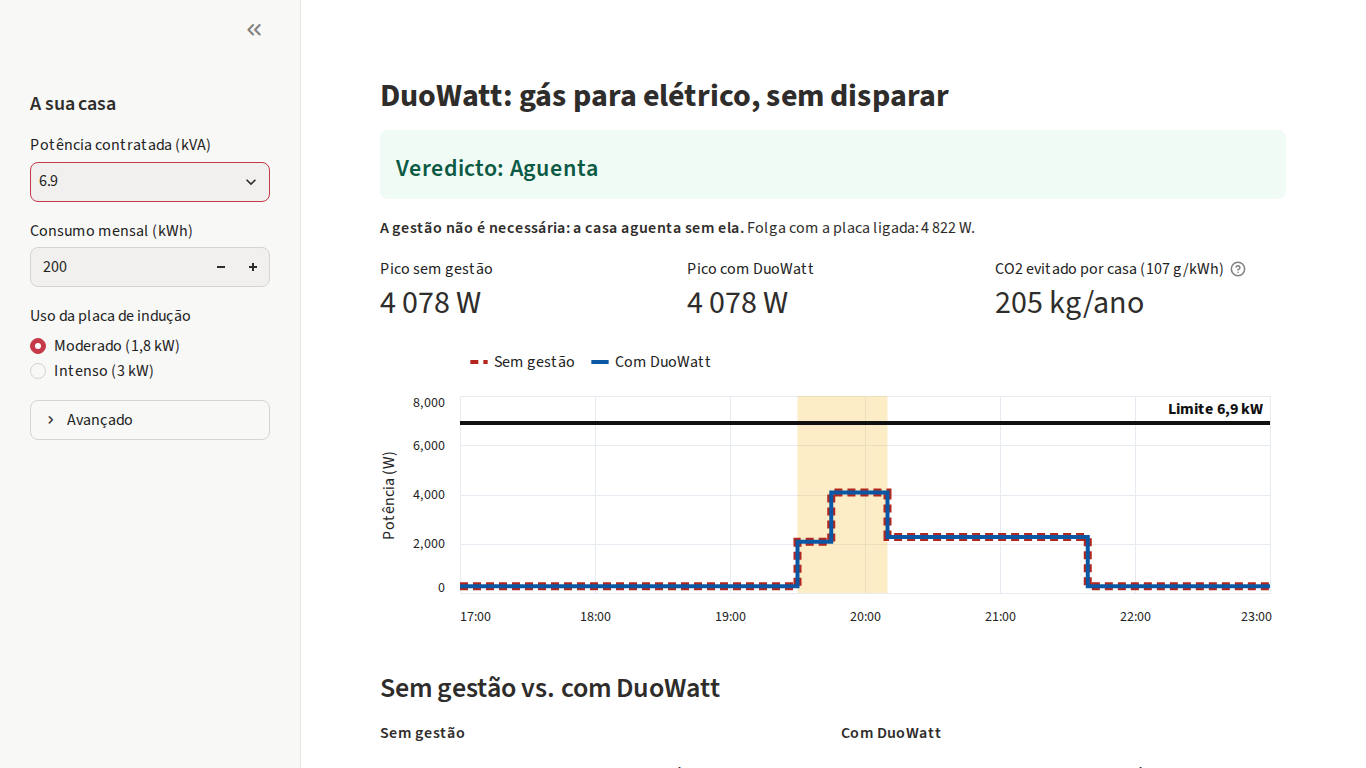 A sua casa
Potência contratada (kVA)
6.9
Consumo mensal (kWh)
200
Uso da placa de indução
Moderado (1,8 kW)
Intenso (3 kW)
Avançado
DuoWatt: gás para elétrico, sem disparar
Veredicto: Aguenta
A gestão não é necessária: a casa aguenta sem ela. Folga com a placa ligada: 4 822 W.
Pico sem gestão
4 078 W
Pico com DuoWatt
4 078 W
CO2 evitado por casa (107 g/kWh)
205 kg/ano
Sem gestão Com DuoWatt
Limite 6,9 kW
Potência (W)
8,000
6,000
4,000
2,000
0
17:00 18:00 19:00 20:00 21:00 22:00 23:00
Sem gestão vs. com DuoWatt
Sem gestão Com DuoWatt